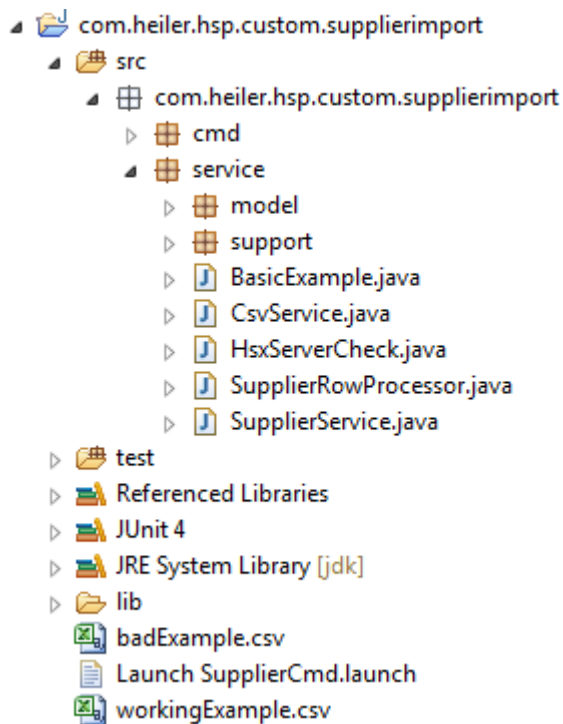 com.heiler.hsp.custom.supplierimport
src
com.heiler.hsp.custom.supplierimport
cmd
service
model
support
BasicExample.java
CsvService.java
HsxServerCheck.java
SupplierRowProcessor.java
SupplierService.java
test
Referenced Libraries
JUnit 4
JRE System Library [jdk]
lib
badExample.csv
Launch SupplierCmd.launch
workingExample.csv